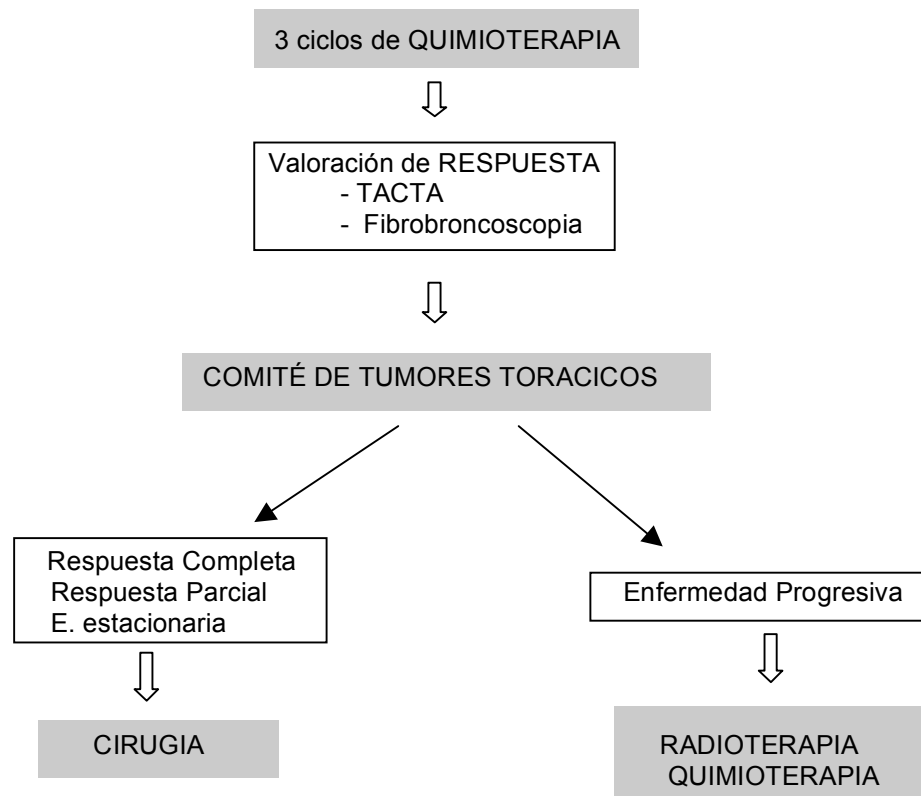 3 ciclos de QUIMIOTERAPIA
Valoración de RESPUESTA
- TACTA
- Fibrobroncoscopia
COMITÉ DE TUMORES TORACICOS
Respuesta Completa
Respuesta Parcial
E. estacionaria
Enfermedad Progresiva
CIRUGIA
RADIOTERAPIA
QUIMIOTERAPIA